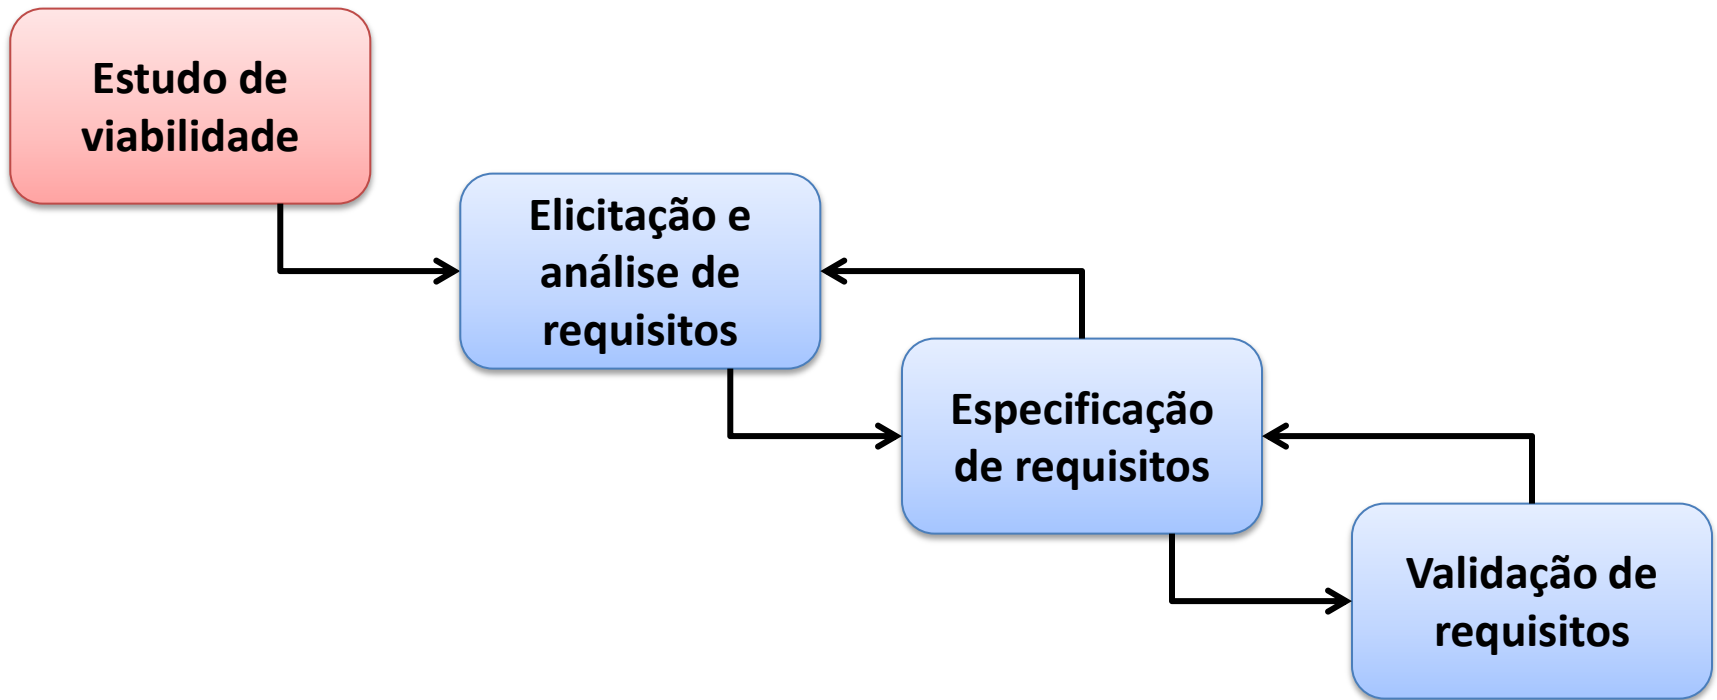 Estudo de
viabilidade
Elicitação e
análise de
requisitos
Especificação
de requisitos
Validação de
requisitos